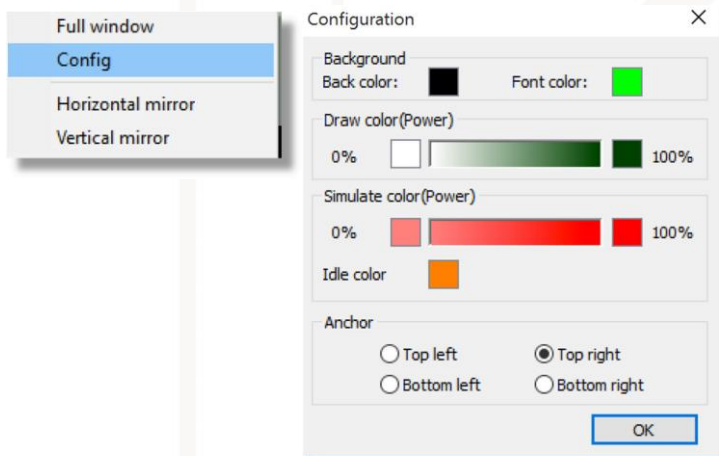 Full window
Config
Horizontal mirror
Vertical mirror
Configuration
Background
Back color:
Font color:
Draw color(Power)
0%
100%
Simulate color(Power)
0%
100%
Idle color
Anchor
Top left
Top right
Bottom left
Bottom right
OK